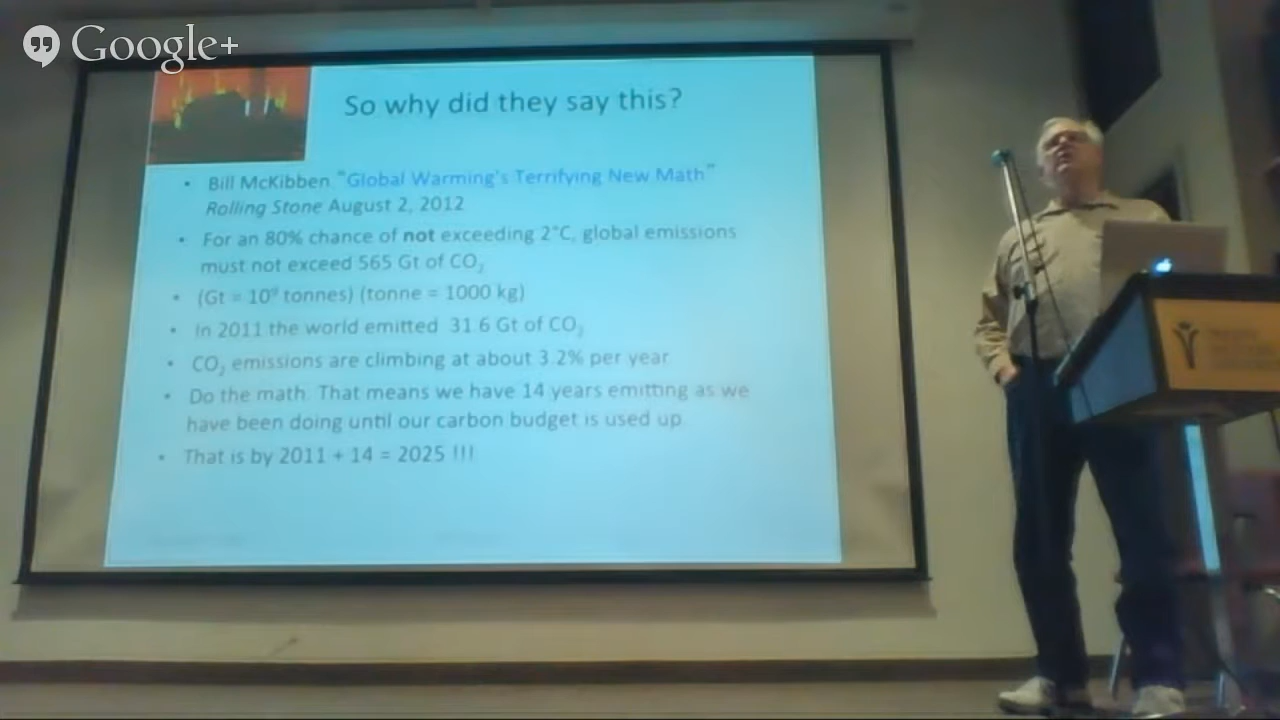 Google+
So why did they say this?
• Bill McKibben "Global Warming's Terrifying New Math"
Rolling Stone August 2, 2012
• For an 80% chance of not exceeding 2°C, global emissions
must not exceed 565 Gt of CO₂
• (Gt = 10⁹ tonnes) (tonne = 1000 kg)
• In 2011 the world emitted 31.6 Gt of CO₂
• CO₂ emissions are climbing at about 3.2% per year
• Do the math. That means we have 14 years emitting as we
have been doing until our carbon budget is used up.
• That is by 2011 + 14 = 2025 !!!